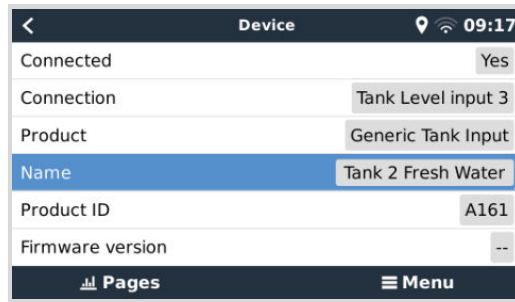 Device 09:17
Connected Yes
Connection Tank Level input 3
Product Generic Tank Input
Name Tank 2 Fresh Water
Product ID A161
Firmware version --
Pages Menu